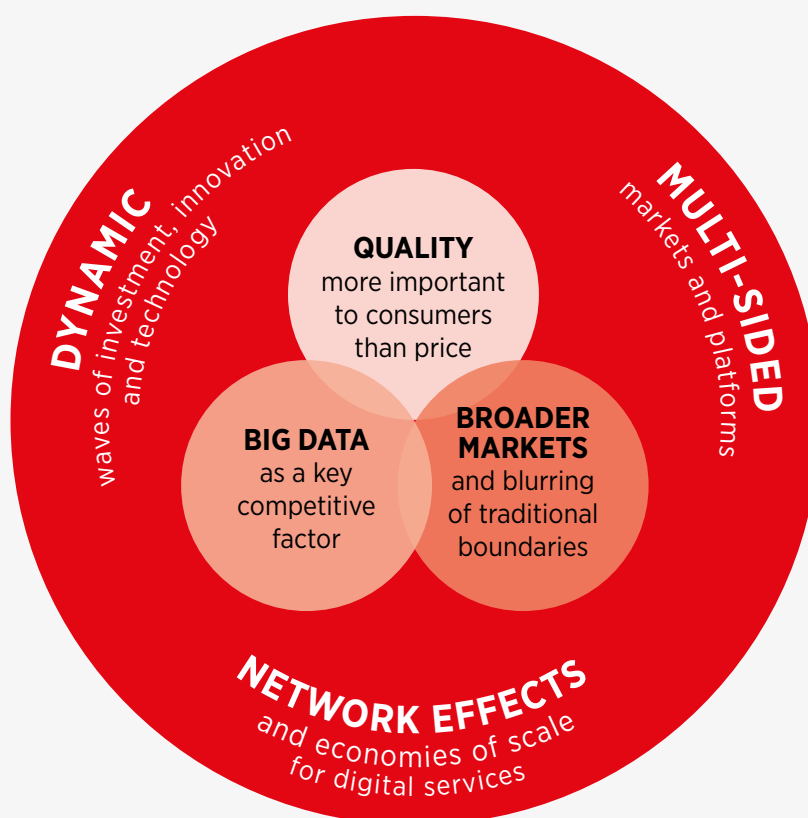 DYNAMIC
waves of investment, innovation
and technology
MULTI-SIDED
markets and platforms
QUALITY
more important
to consumers
than price
BIG DATA
as a key
competitive
factor
BROADER
MARKETS
and blurring
of traditional
boundaries
NETWORK EFFECTS
and economies of scale
for digital services